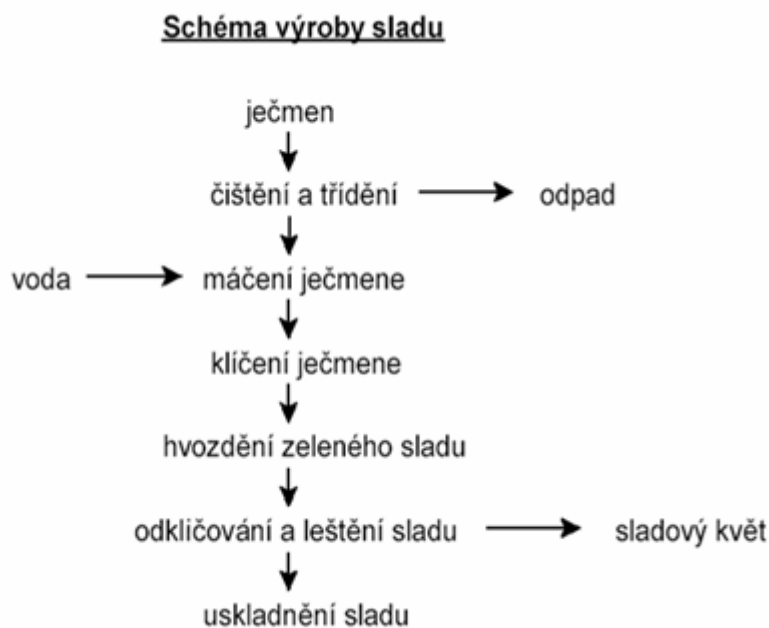 Schéma výroby sladu
ječmen
čištění a třídění
odpad
voda
máčení ječmene
klíčení ječmene
hvozdění zeleného sladu
odkličování a leštění sladu
sladový květ
uskladnění sladu